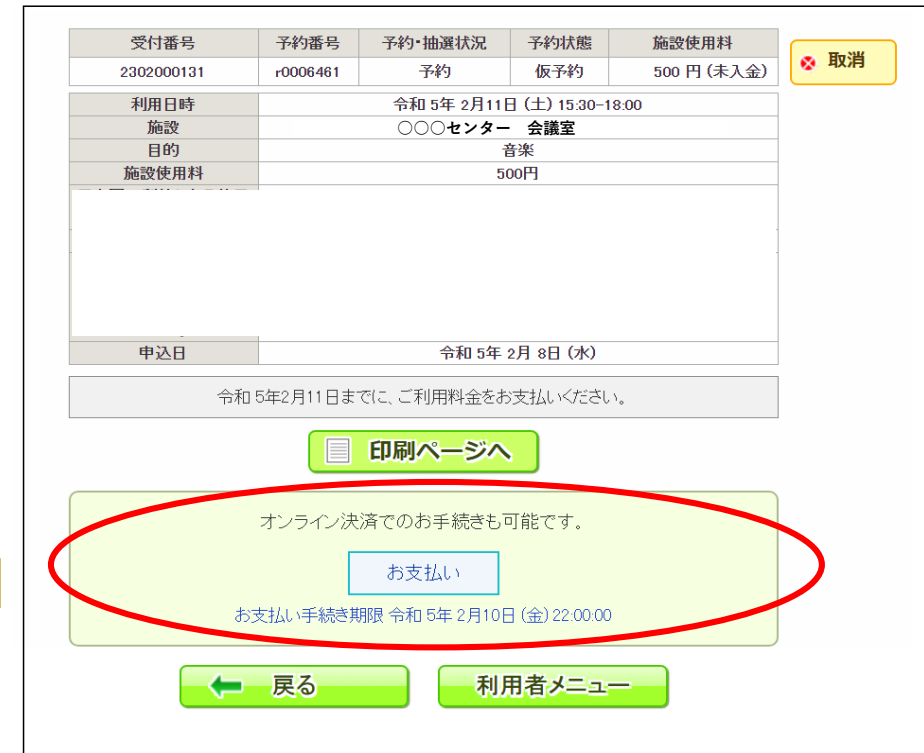 受付番号 予約番号 予約・抽選状況 予約状態 施設使用料
2302000131 r0006461 予約 仮予約 500 円 (未入金)
取消
利用日時 令和 5年 2月11日 (土) 15:30-18:00
施設 ○○○センター 会議室
目的 音楽
施設使用料 500円
申込日 令和 5年 2月 8日 (水)
令和 5年2月11日までに、ご利用料金をお支払いください。
印刷ページへ
オンライン決済でのお手続きも可能です。
お支払い
お支払い手続き期限 令和 5年 2月10日 (金) 22:00:00
戻る 利用者メニュー